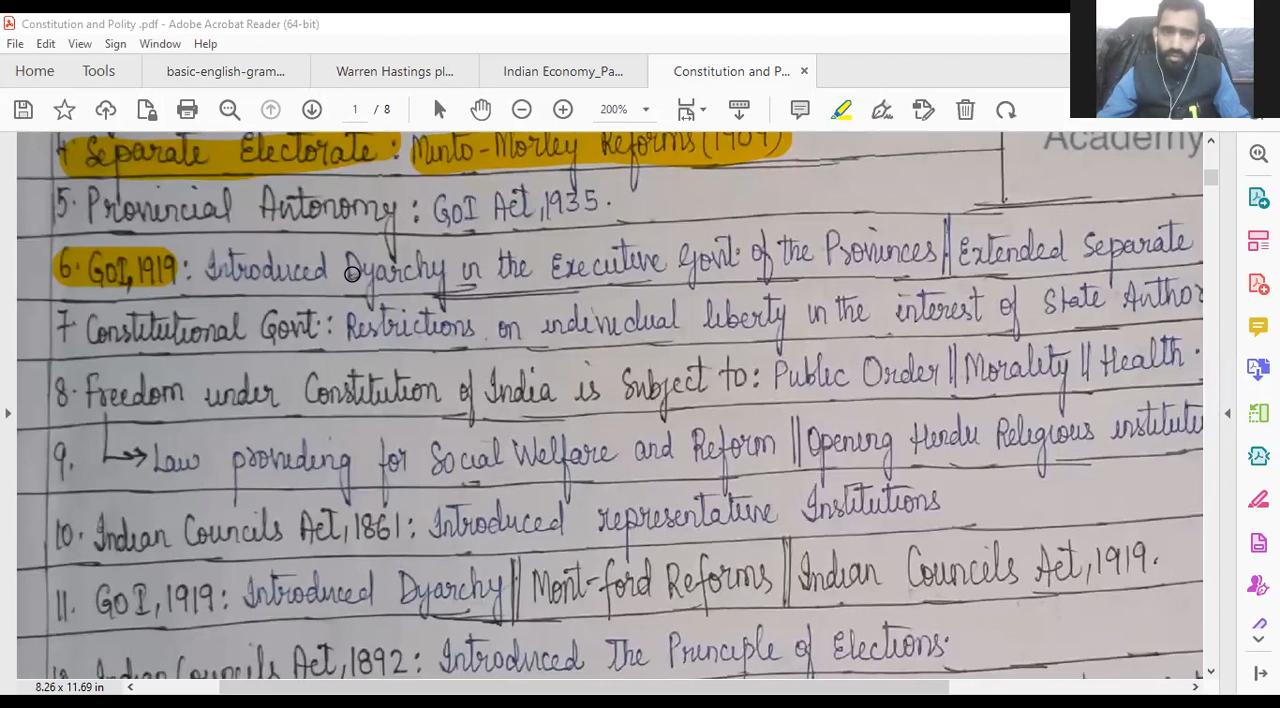 Constitution and Polity .pdf - Adobe Acrobat Reader (64-bit)
File Edit View Sign Window Help
Home Tools basic-english-gram... Warren Hastings pl... Indian Economy_Pa... Constitution and P... ×
1 / 8 200%
Academy
Separate Electorate : Minto-Morley Reforms (1909)
5. Provincial Autonomy : GOI Act, 1935.
6. GOI, 1919 : Introduced Dyarchy in the Executive Govt. of the Provinces || Extended Separate
7 Constitutional Govt. : Restrictions on individual liberty in the interest of State Author
8. Freedom under Constitution of India is Subject to : Public Order || Morality || Health.
9. Law providing for Social Welfare and Reform || Opening Hindu Religious institute
10. Indian Councils Act, 1861 : Introduced representative Institutions
11. GOI, 1919 : Introduced Dyarchy || Mont-ford Reforms || Indian Councils Act, 1919.
Indian Councils Act, 1892 : Introduced the Principle of Elections.
8.26 x 11.69 in